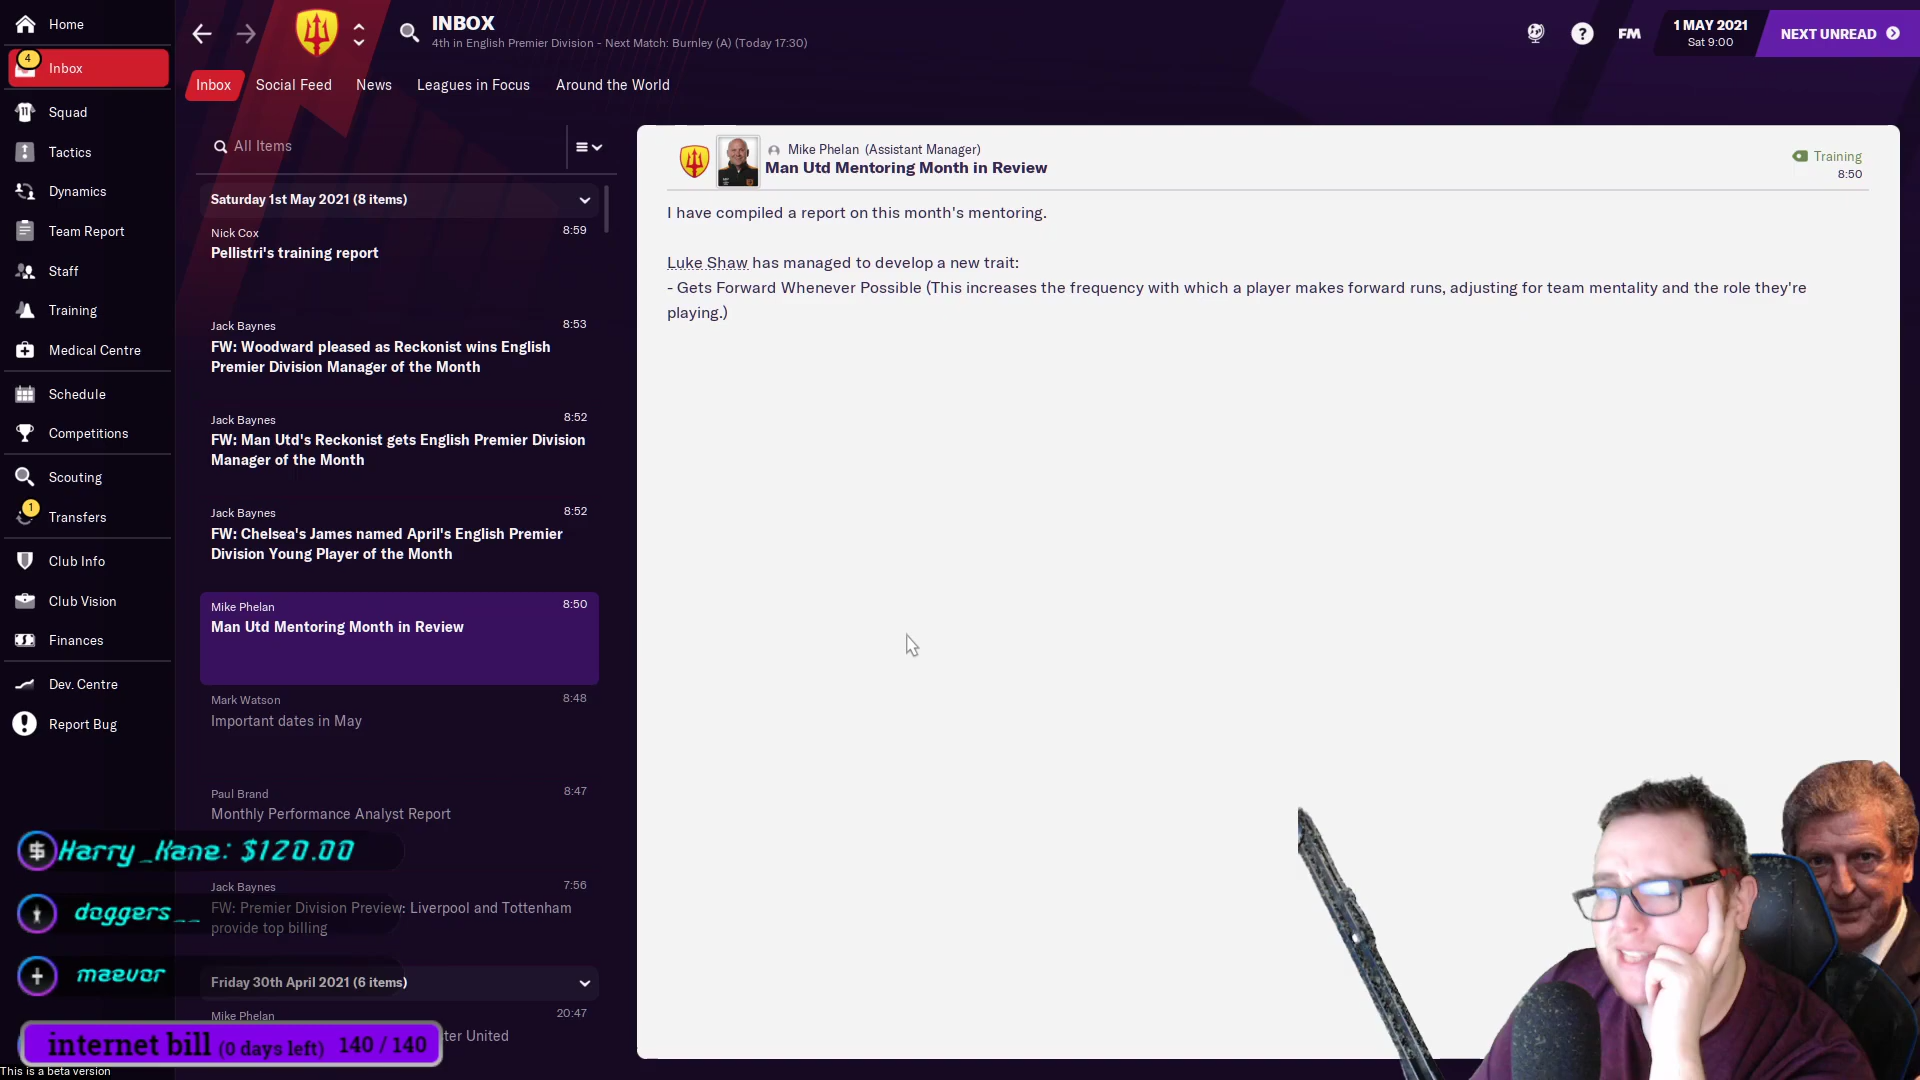 Home
4
Inbox
Squad
Tactics
Dynamics
Team Report
Staff
Training
Medical Centre
Schedule
Competitions
Scouting
1
Transfers
Club Info
Club Vision
Finances
Dev. Centre
Report Bug
INBOX
4th in English Premier Division - Next Match: Burnley (A) (Today 17:30)
FM
1 MAY 2021
Sat 9:00
NEXT UNREAD
Inbox
Social Feed
News
Leagues in Focus
Around the World
All Items
Saturday 1st May 2021 (8 items)
Nick Cox 8:59
Pellistri's training report
Jack Baynes 8:53
FW: Woodward pleased as Reckonist wins English
Premier Division Manager of the Month
Jack Baynes 8:52
FW: Man Utd's Reckonist gets English Premier Division
Manager of the Month
Jack Baynes 8:52
FW: Chelsea's James named April's English Premier
Division Young Player of the Month
Mike Phelan 8:50
Man Utd Mentoring Month in Review
Mark Watson 8:48
Important dates in May
Paul Brand 8:47
Monthly Performance Analyst Report
Jack Baynes 7:56
FW: Premier Division Preview: Liverpool and Tottenham
provide top billing
Friday 30th April 2021 (6 items)
Mike Phelan 20:47
ster United
Mike Phelan (Assistant Manager)
Man Utd Mentoring Month in Review
Training
8:50
I have compiled a report on this month's mentoring.
Luke Shaw has managed to develop a new trait:
- Gets Forward Whenever Possible (This increases the frequency with which a player makes forward runs, adjusting for team mentality and the role they're
playing.)
Harry_Kane: $120.00
daggers__
maevor
internet bill (0 days left) 140 / 140
This is a beta version